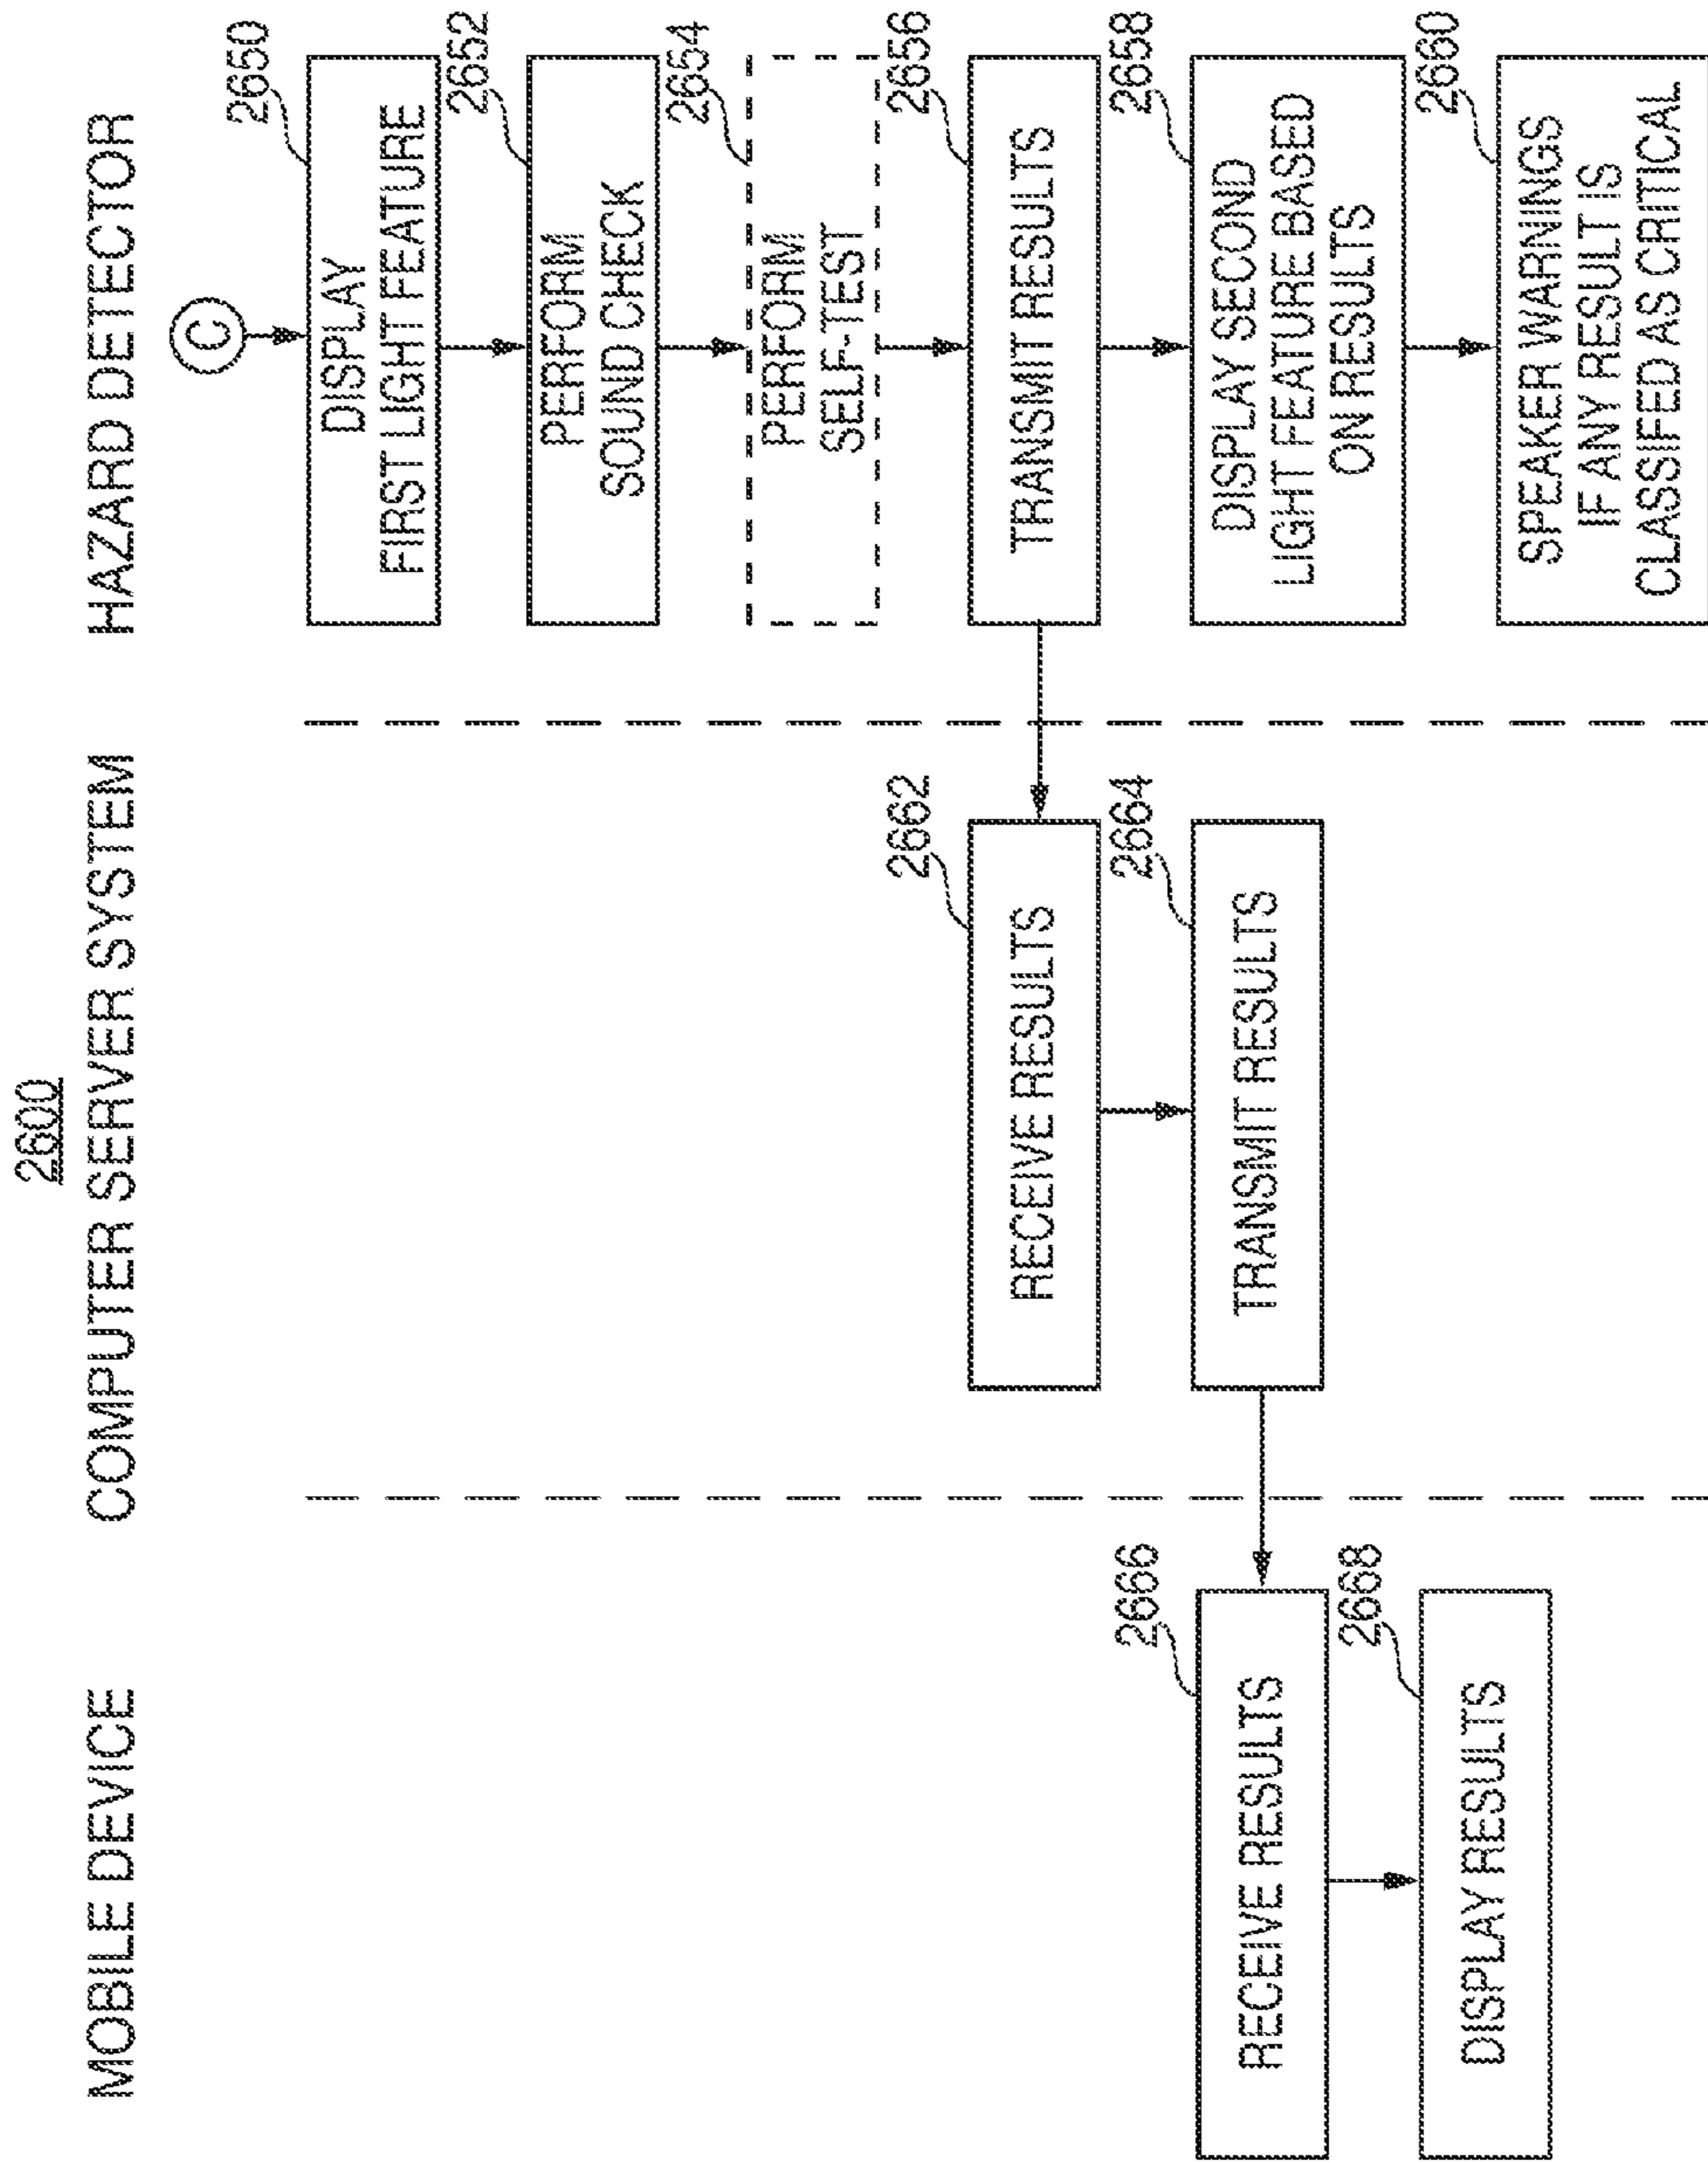 2600
MOBILE DEVICE
COMPUTER SERVER SYSTEM
HAZARD DETECTOR
C
2650
DISPLAY
FIRST LIGHT FEATURE
2652
PERFORM
SOUND CHECK
2654
PERFORM
SELF-TEST
2656
TRANSMIT RESULTS
2662
RECEIVE RESULTS
2658
DISPLAY SECOND
LIGHT FEATURE BASED
ON RESULTS
2664
TRANSMIT RESULTS
2666
RECEIVE RESULTS
2660
SPEAKER WARNINGS
IF ANY RESULT IS
CLASSIFED AS CRITICAL
2668
DISPLAY RESULTS